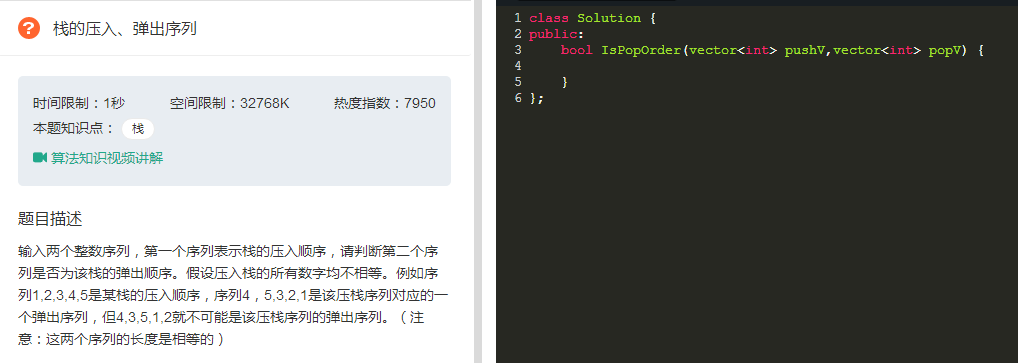 栈的压入、弹出序列
时间限制：1秒 空间限制：32768K 热度指数：7950
本题知识点： 栈
算法知识视频讲解
题目描述
输入两个整数序列，第一个序列表示栈的压入顺序，请判断第二个序
列是否为该栈的弹出顺序。假设压入栈的所有数字均不相等。例如序
列1,2,3,4,5是某栈的压入顺序，序列4，5,3,2,1是该压栈序列对应的一
个弹出序列，但4,3,5,1,2就不可能是该压栈序列的弹出序列。（注
意：这两个序列的长度是相等的）
1 class Solution {
2 public:
3     bool IsPopOrder(vector<int> pushV,vector<int> popV) {
4
5     }
6 };